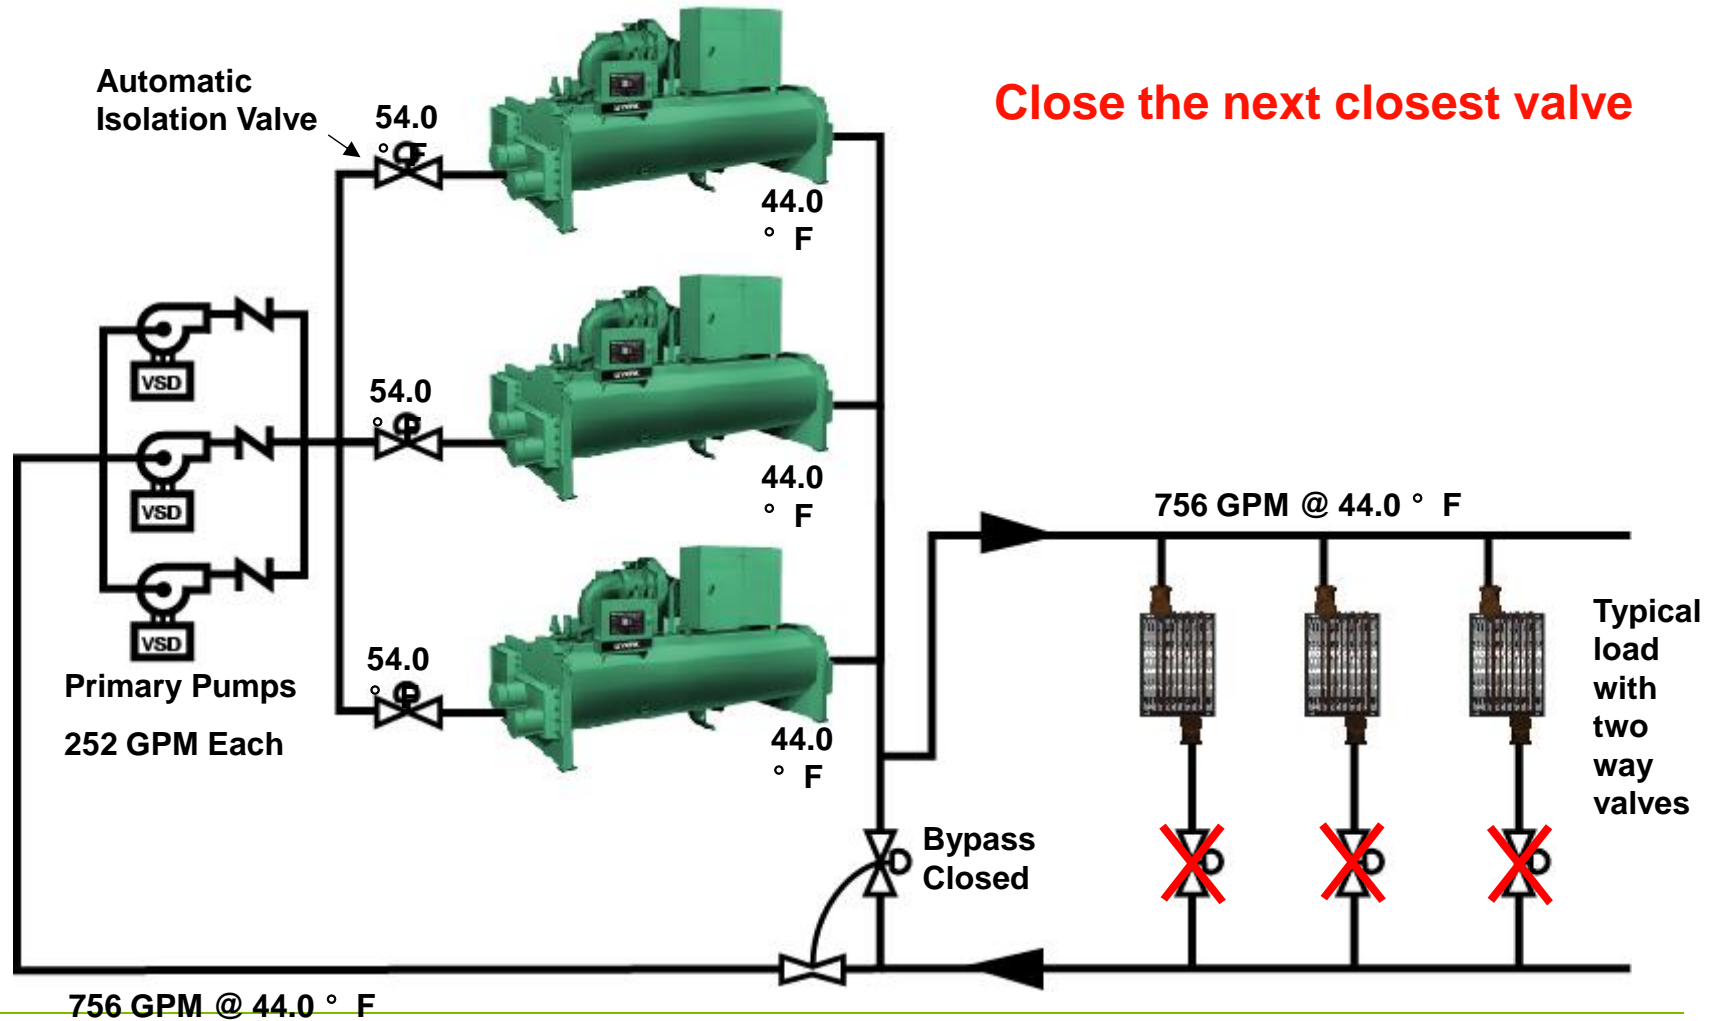 Automatic
Isolation Valve
Close the next closest valve
54.0
° F
44.0
° F
VSD
54.0
° F
44.0
° F
VSD
756 GPM @ 44.0 ° F
54.0
° F
44.0
° F
VSD
Primary Pumps
252 GPM Each
Typical
load
with
two
way
valves
Bypass
Closed
756 GPM @ 44.0 ° F